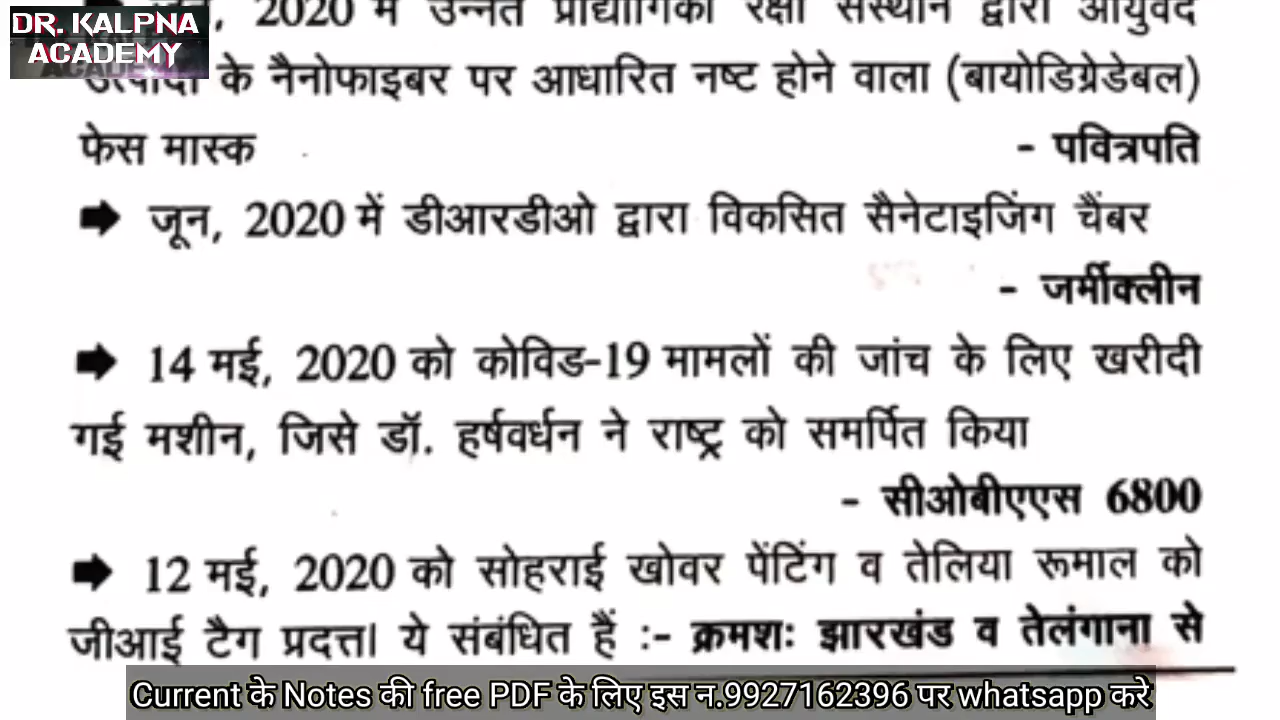 DR. KALPNA
ACADEMY
2020 में उन्नत प्रौद्योगिकी रक्षा संस्थान द्वारा आयुर्वेद
के नैनोफाइबर पर आधारित नष्ट होने वाला (बायोडिग्रेडेबल)
फेस मास्क - पवित्रपति
➡ जून, 2020 में डीआरडीओ द्वारा विकसित सैनेटाइजिंग चैंबर
- जर्मीक्लीन
➡ 14 मई, 2020 को कोविड-19 मामलों की जांच के लिए खरीदी
गई मशीन, जिसे डॉ. हर्षवर्धन ने राष्ट्र को समर्पित किया
- सीओबीएएस 6800
➡ 12 मई, 2020 को सोहराई खोवर पेंटिंग व तेलिया रूमाल को
जीआई टैग प्रदत्त। ये संबंधित हैं :- क्रमशः झारखंड व तेलंगाना से
Current के Notes की free PDF के लिए इस न.9927162396 पर whatsapp करे